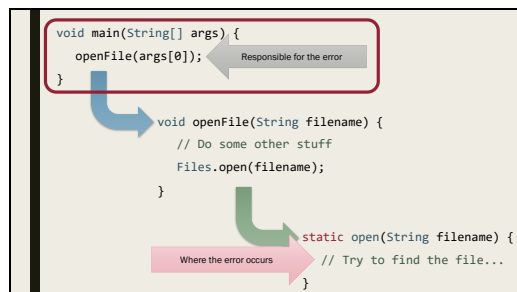 void main(String[] args) {
openFile(args[0]);
Responsible for the error
}
void openFile(String filename) {
// Do some other stuff
Files.open(filename);
}
static open(String filename) {
Where the error occurs
// Try to find the file...
}